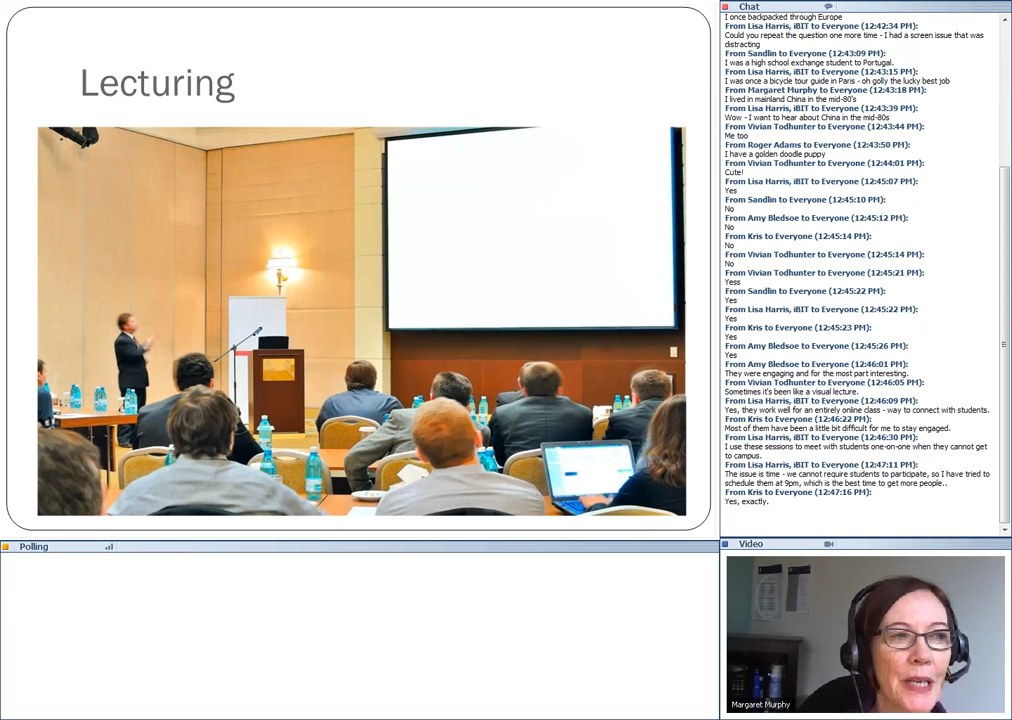 Lecturing
Chat
I once backpacked through Europe
From Lisa Harris, iBIT to Everyone (12:42:34 PM):
Could you repeat the question one more time - I had a screen issue that was
distracting
From Sandlin to Everyone (12:43:09 PM):
I was a high school exchange student to Portugal.
From Lisa Harris, iBIT to Everyone (12:43:15 PM):
I was once a bicycle tour guide in Paris - oh golly the lucky best job
From Margaret Murphy to Everyone (12:43:18 PM):
I lived in mainland China in the mid-80's
From Lisa Harris, iBIT to Everyone (12:43:39 PM):
Wow - I want to hear about China in the mid-80s
From Vivian Todhunter to Everyone (12:43:44 PM):
Me too
From Roger Adams to Everyone (12:43:50 PM):
I have a golden doodle puppy
From Vivian Todhunter to Everyone (12:44:01 PM):
Cute!
From Lisa Harris, iBIT to Everyone (12:45:07 PM):
Yes
From Sandlin to Everyone (12:45:10 PM):
No
From Amy Bledsoe to Everyone (12:45:12 PM):
No
From Kris to Everyone (12:45:14 PM):
No
From Vivian Todhunter to Everyone (12:45:14 PM):
No
From Vivian Todhunter to Everyone (12:45:21 PM):
Yess
From Sandlin to Everyone (12:45:22 PM):
Yes
From Lisa Harris, iBIT to Everyone (12:45:22 PM):
Yes
From Kris to Everyone (12:45:23 PM):
Yes
From Amy Bledsoe to Everyone (12:45:26 PM):
Yes
From Amy Bledsoe to Everyone (12:46:01 PM):
They were engaging and for the most part interesting.
From Vivian Todhunter to Everyone (12:46:05 PM):
Sometimes it's been like a visual lecture.
From Lisa Harris, iBIT to Everyone (12:46:09 PM):
Yes, they work well for an entirely online class - way to connect with students.
From Kris to Everyone (12:46:22 PM):
Most of them have been a little bit difficult for me to stay engaged.
From Lisa Harris, iBIT to Everyone (12:46:30 PM):
I use these sessions to meet with students one-on-one when they cannot get
to campus.
From Lisa Harris, iBIT to Everyone (12:47:11 PM):
The issue is time - we cannot require students to participate, so I have tried to
schedule them at 9pm, which is the best time to get more people..
From Kris to Everyone (12:47:16 PM):
Yes, exactly.
Polling
Video
Margaret Murphy